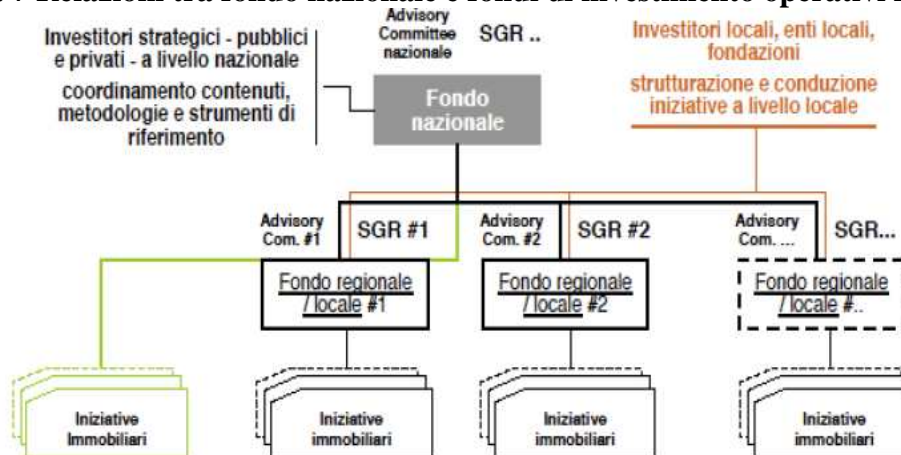 Relazioni tra fondo nazionale e fondi di investimento operativi
Investitori strategici - pubblici
e privati - a livello nazionale
coordinamento contenuti,
metodologie e strumenti di
riferimento
Advisory
Committee
nazionale
SGR ..
Fondo
nazionale
Investitori locali, enti locali,
fondazioni
strutturazione e conduzione
iniziative a livello locale
Advisory
Com. #1
SGR #1
Advisory
Com. #2
SGR #2
Advisory
Com. ...
SGR...
Fondo regionale
/ locale #1
Fondo regionale
/ locale #2
Fondo regionale
/ locale #..
Iniziative
Immobiliari
Iniziative
immobiliari
Iniziative
immobiliari
Iniziative
immobiliari